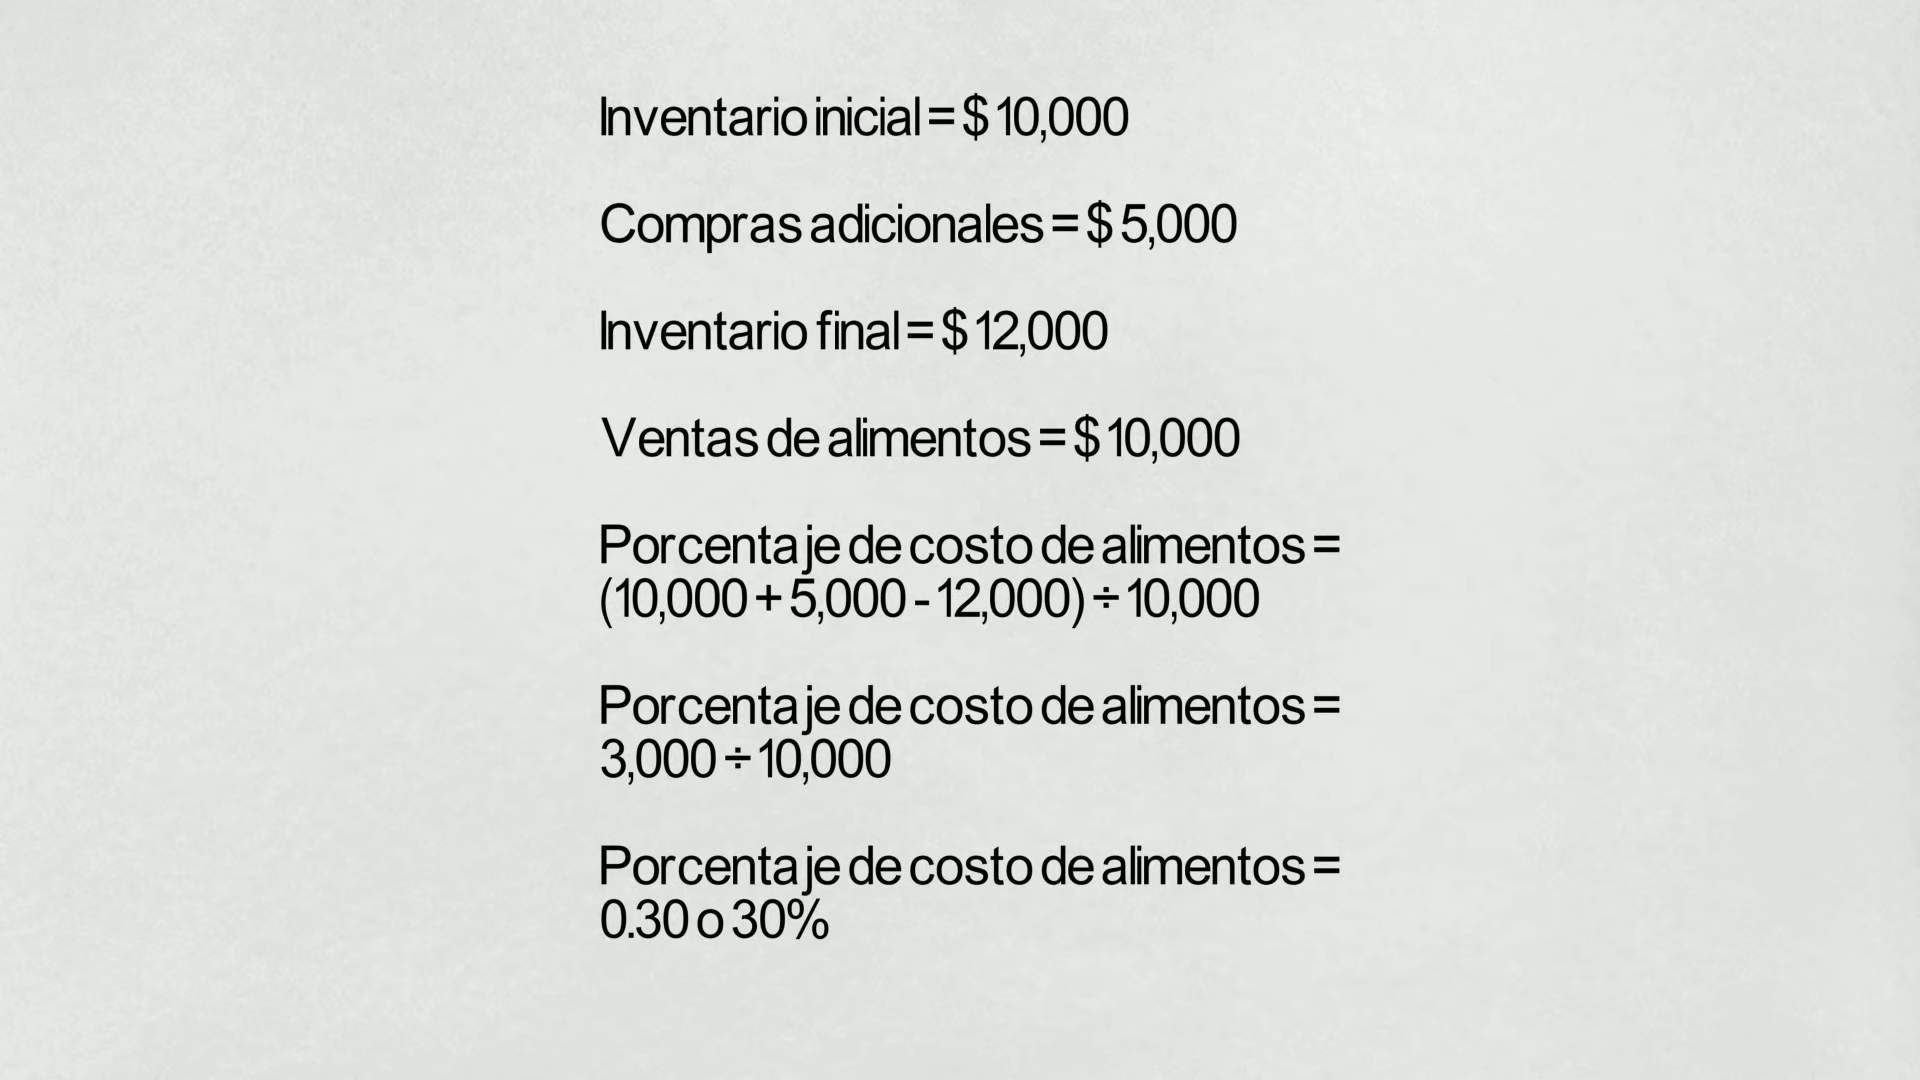 Inventario inicial = $ 10,000
Compras adicionales = $ 5,000
Inventario final = $ 12,000
Ventas de alimentos = $ 10,000
Porcentaje de costo de alimentos =
(10,000 + 5,000 - 12,000) ÷ 10,000
Porcentaje de costo de alimentos =
3,000 ÷ 10,000
Porcentaje de costo de alimentos =
0.30 o 30%